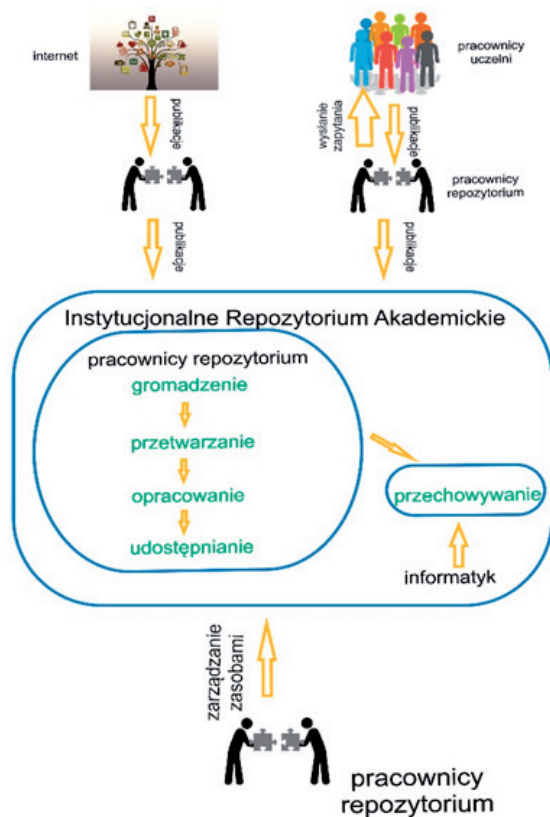 internet
pracownicy
uczelni
publikacje
wysłanie
zapytania
publikacje
pracownicy
repozytorium
publikacje
publikacje
Instytucjonalne Repozytorium Akademickie
pracownicy repozytorium
gromadzenie
przetwarzanie
opracowanie
udostępnianie
przechowywanie
informatyk
zarządzanie
zasobami
pracownicy
repozytorium